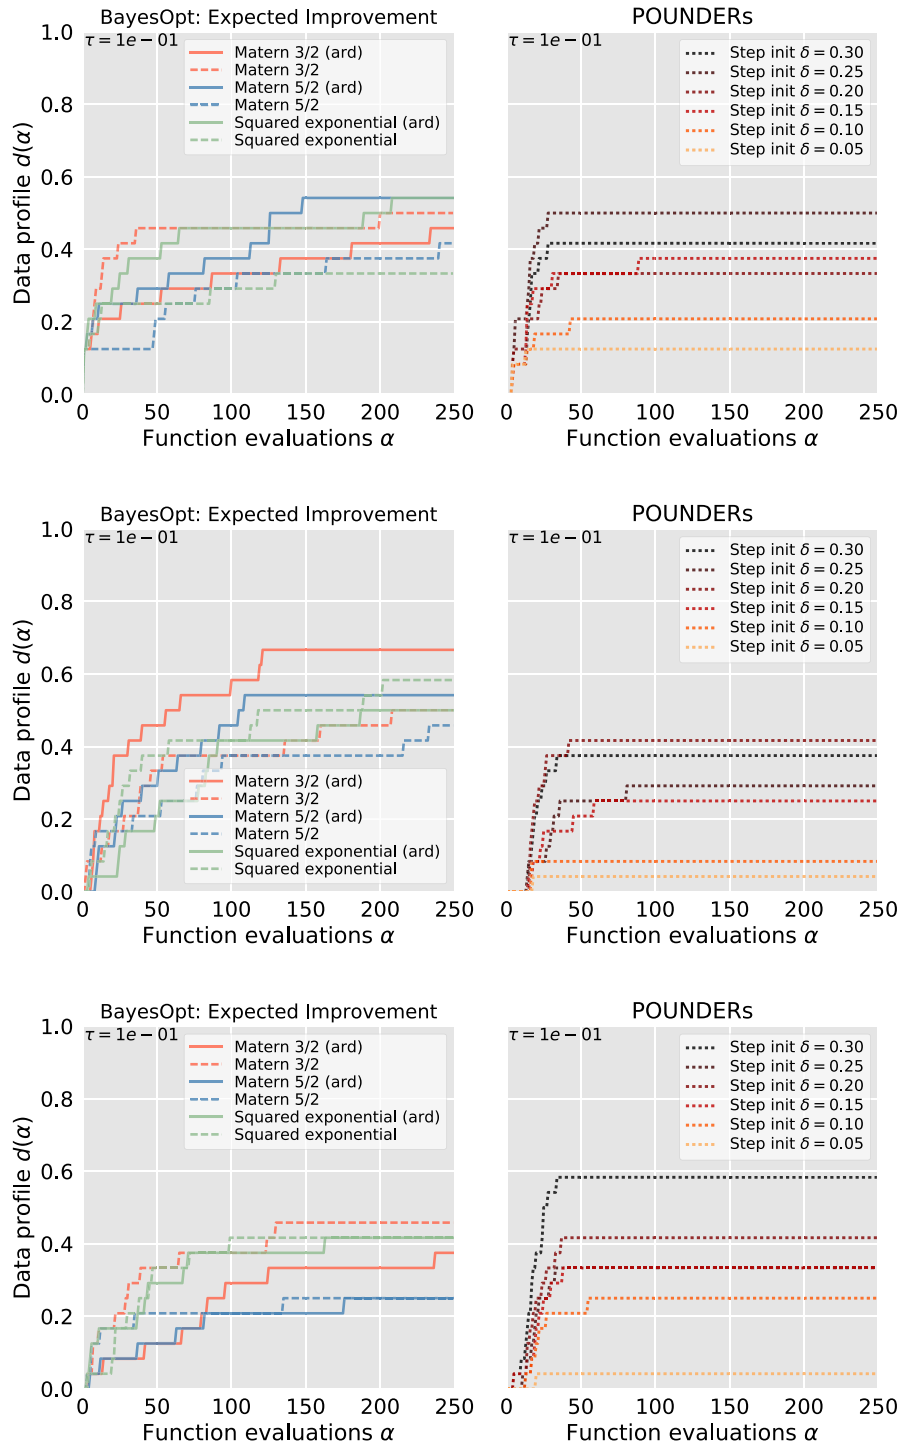 BayesOpt: Expected Improvement
τ = 1e−01
Matern 3/2 (ard)
Matern 3/2
Matern 5/2 (ard)
Matern 5/2
Squared exponential (ard)
Squared exponential
Data profile d(α)
1.0
0.8
0.6
0.4
0.2
0.0
0 50 100 150 200 250
Function evaluations α
POUNDERs
τ = 1e−01
Step init δ = 0.30
Step init δ = 0.25
Step init δ = 0.20
Step init δ = 0.15
Step init δ = 0.10
Step init δ = 0.05
0 50 100 150 200 250
Function evaluations α
BayesOpt: Expected Improvement
τ = 1e−01
Matern 3/2 (ard)
Matern 3/2
Matern 5/2 (ard)
Matern 5/2
Squared exponential (ard)
Squared exponential
Data profile d(α)
1.0
0.8
0.6
0.4
0.2
0.0
0 50 100 150 200 250
Function evaluations α
POUNDERs
τ = 1e−01
Step init δ = 0.30
Step init δ = 0.25
Step init δ = 0.20
Step init δ = 0.15
Step init δ = 0.10
Step init δ = 0.05
0 50 100 150 200 250
Function evaluations α
BayesOpt: Expected Improvement
τ = 1e−01
Matern 3/2 (ard)
Matern 3/2
Matern 5/2 (ard)
Matern 5/2
Squared exponential (ard)
Squared exponential
Data profile d(α)
1.0
0.8
0.6
0.4
0.2
0.0
0 50 100 150 200 250
Function evaluations α
POUNDERs
τ = 1e−01
Step init δ = 0.30
Step init δ = 0.25
Step init δ = 0.20
Step init δ = 0.15
Step init δ = 0.10
Step init δ = 0.05
0 50 100 150 200 250
Function evaluations α